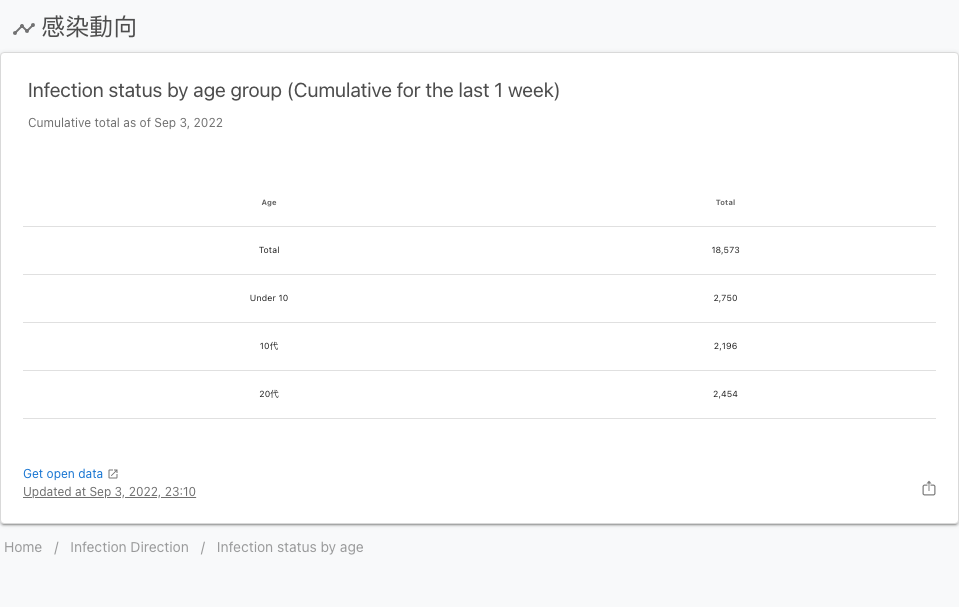 感染動向
Infection status by age group (Cumulative for the last 1 week)
Cumulative total as of Sep 3, 2022
Age Total
Total 18,573
Under 10 2,750
10代 2,196
20代 2,454
Get open data
Updated at Sep 3, 2022, 23:10
Home / Infection Direction / Infection status by age